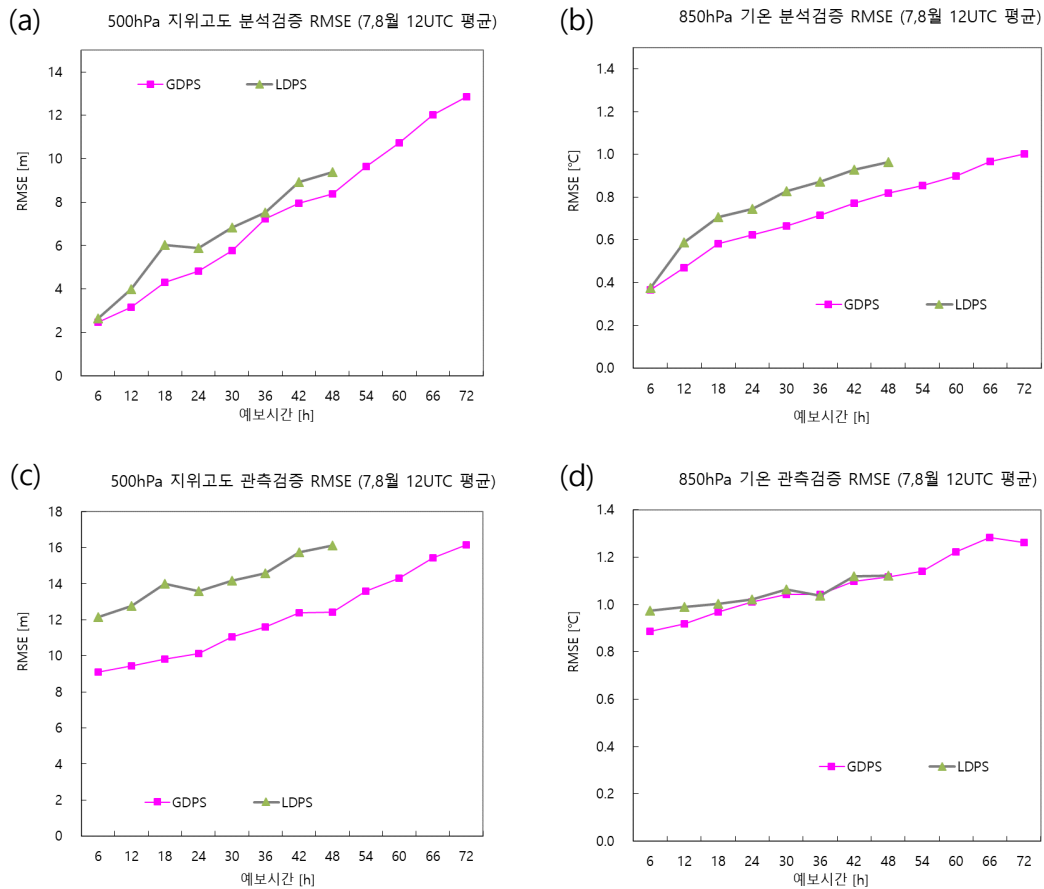 (a)
500hPa 지위고도 분석검증 RMSE (7,8월 12UTC 평균)
RMSE [m]
14
12
10
8
6
4
2
0
GDPS LDPS
6 12 18 24 30 36 42 48 54 60 66 72
예보시간 [h]
(b)
850hPa 기온 분석검증 RMSE (7,8월 12UTC 평균)
RMSE [℃]
1.4
1.2
1.0
0.8
0.6
0.4
0.2
0.0
GDPS LDPS
6 12 18 24 30 36 42 48 54 60 66 72
예보시간 [h]
(c)
500hPa 지위고도 관측검증 RMSE (7,8월 12UTC 평균)
RMSE [m]
18
16
14
12
10
8
6
4
2
0
GDPS LDPS
6 12 18 24 30 36 42 48 54 60 66 72
예보시간 [h]
(d)
850hPa 기온 관측검증 RMSE (7,8월 12UTC 평균)
RMSE [℃]
1.4
1.2
1.0
0.8
0.6
0.4
0.2
0.0
GDPS LDPS
6 12 18 24 30 36 42 48 54 60 66 72
예보시간 [h]